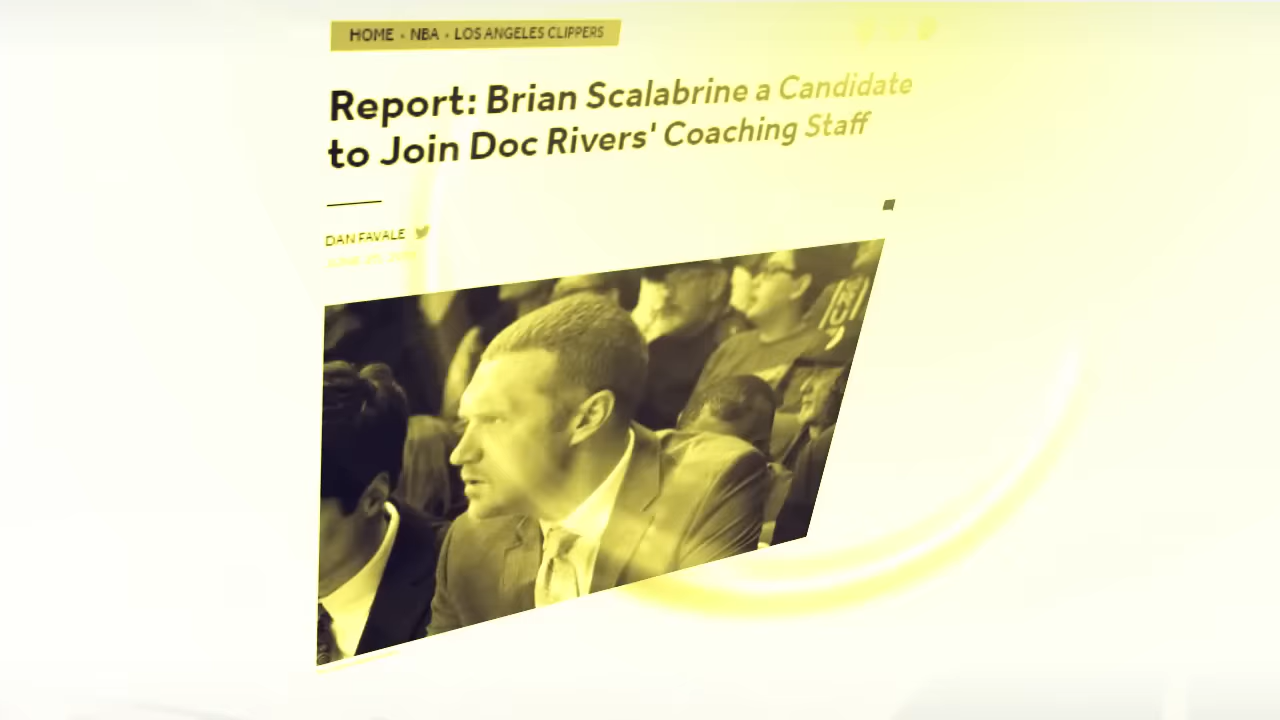 HOME • NBA • LOS ANGELES CLIPPERS
Report: Brian Scalabrine a Candidate
to Join Doc Rivers' Coaching Staff
DAN FAVALE